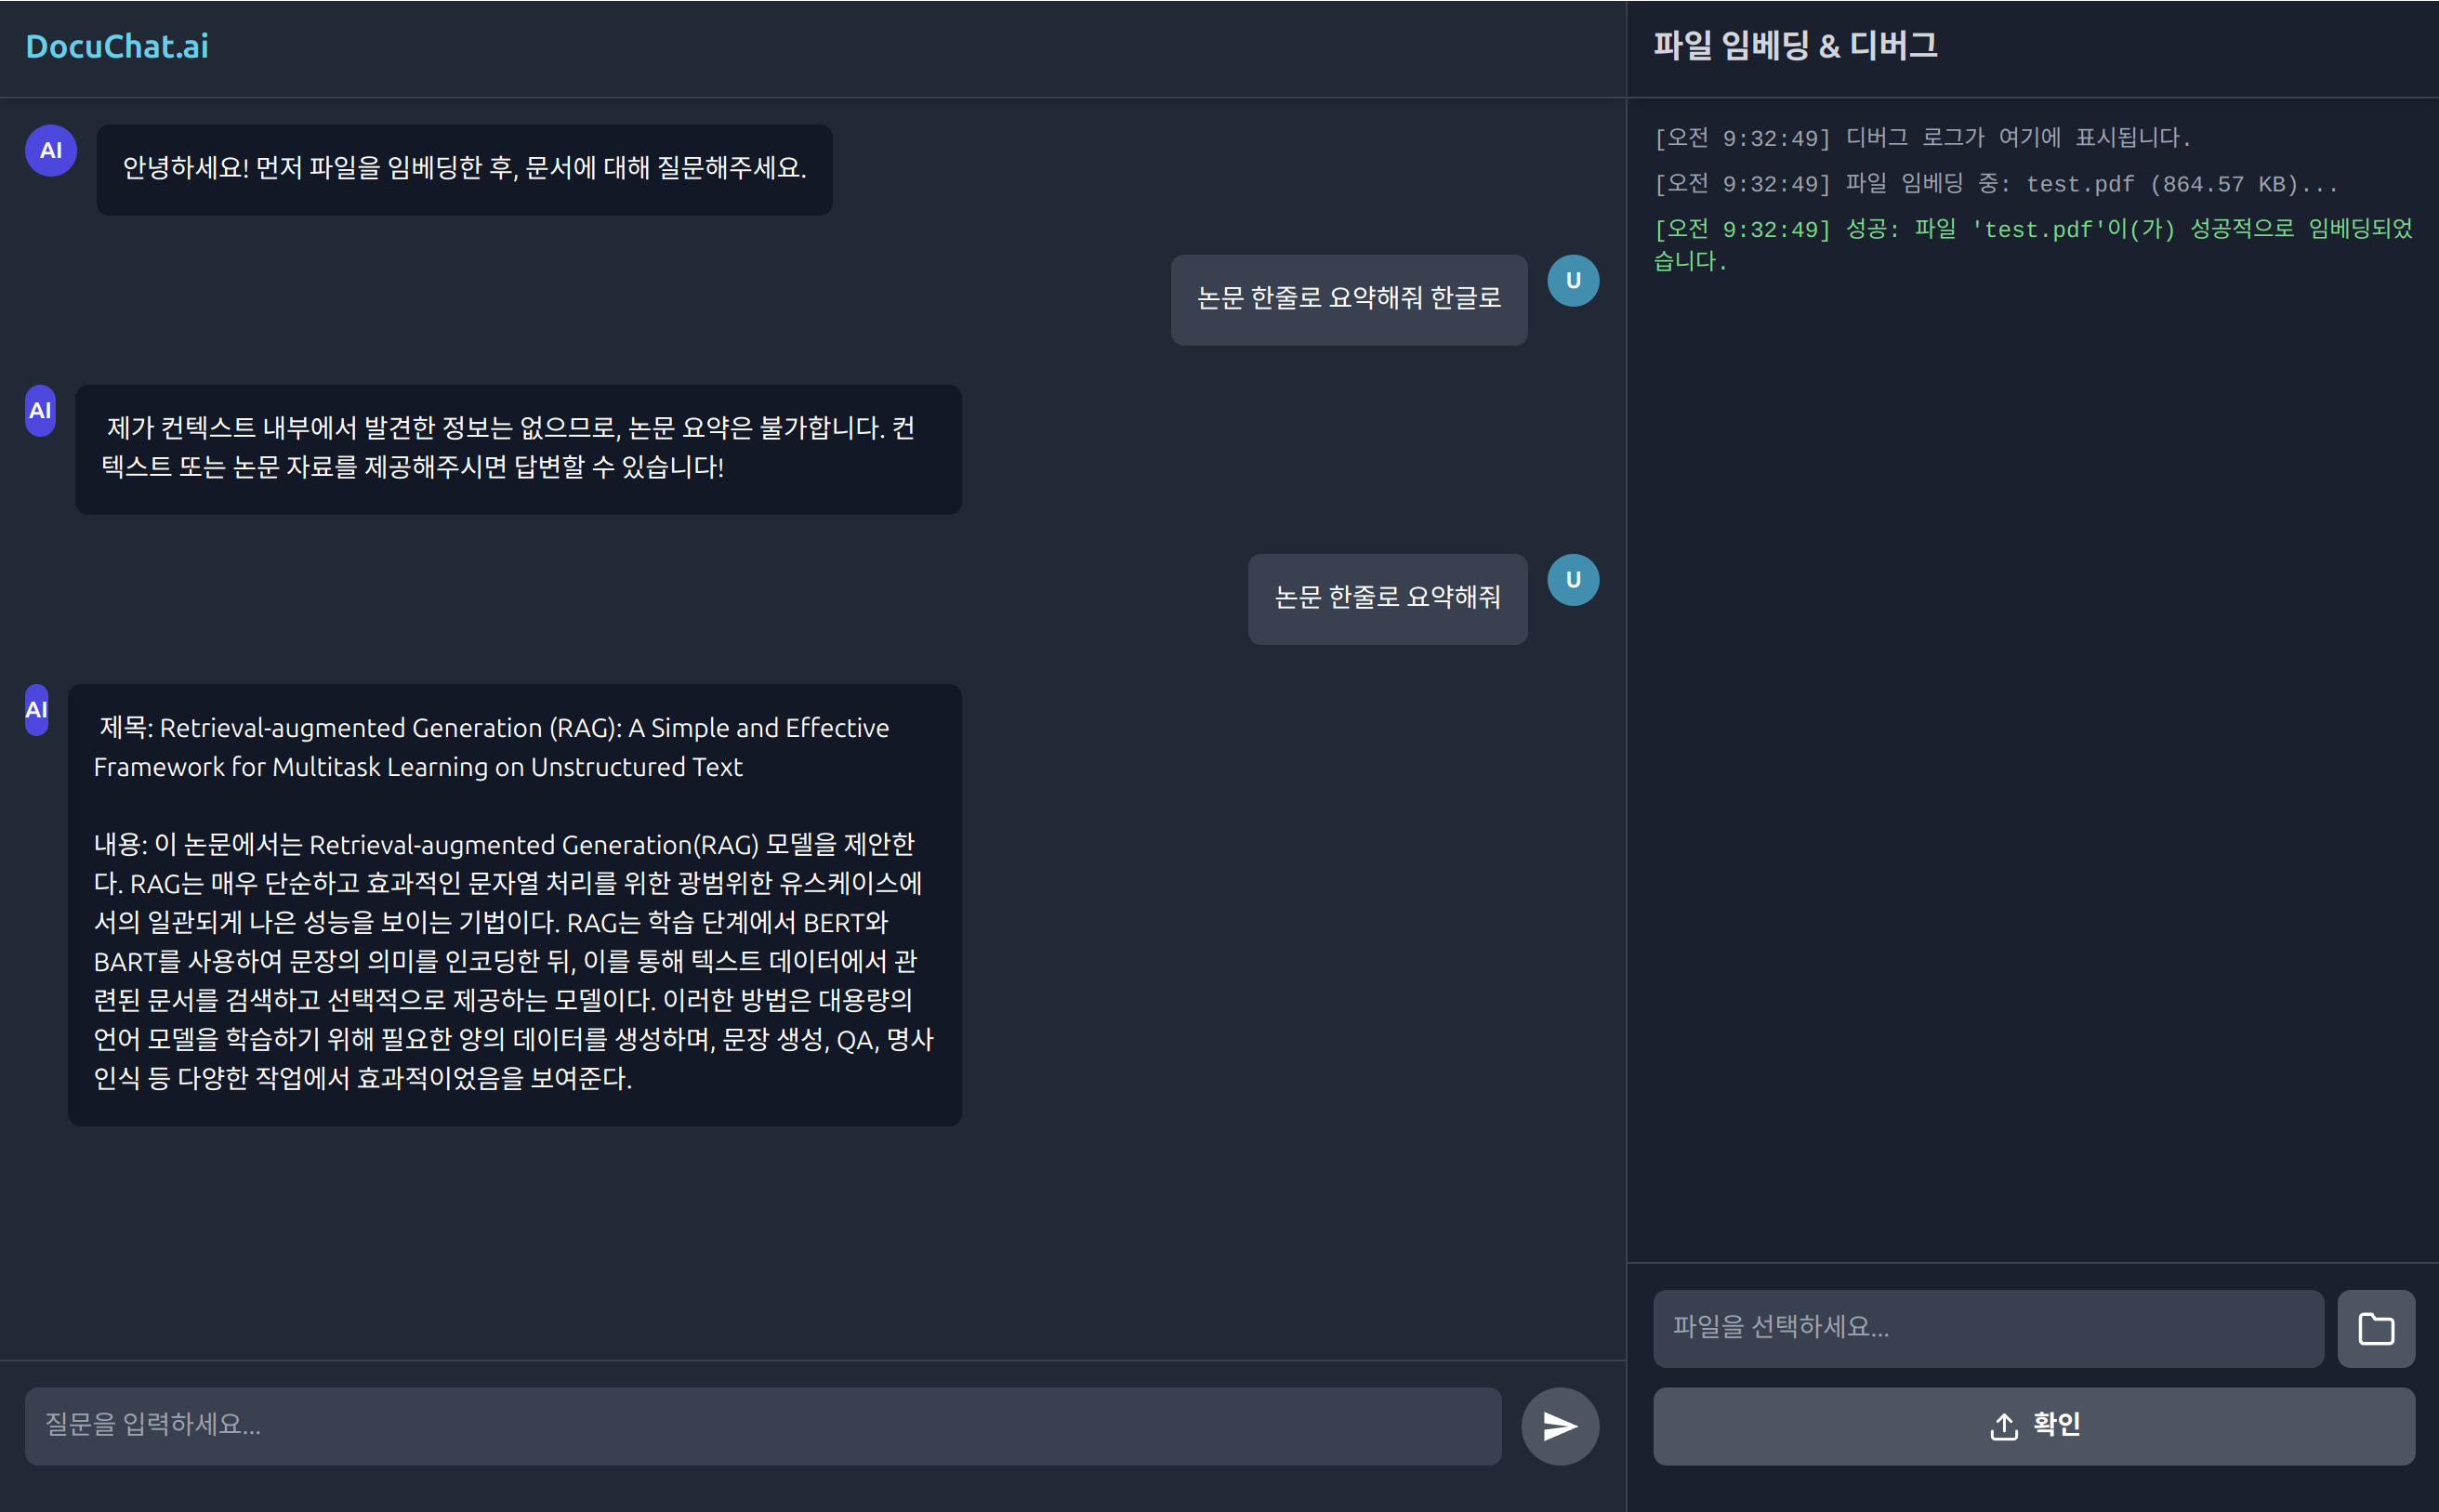 DocuChat.ai
AI
안녕하세요! 먼저 파일을 임베딩한 후, 문서에 대해 질문해주세요.
논문 한줄로 요약해줘 한글로
U
AI
제가 컨텍스트 내부에서 발견한 정보는 없으므로, 논문 요약은 불가합니다. 컨
텍스트 또는 논문 자료를 제공해주시면 답변할 수 있습니다!
논문 한줄로 요약해줘
U
AI
제목: Retrieval-augmented Generation (RAG): A Simple and Effective
Framework for Multitask Learning on Unstructured Text
내용: 이 논문에서는 Retrieval-augmented Generation(RAG) 모델을 제안한
다. RAG는 매우 단순하고 효과적인 문자열 처리를 위한 광범위한 유스케이스에
서의 일관되게 나은 성능을 보이는 기법이다. RAG는 학습 단계에서 BERT와
BART를 사용하여 문장의 의미를 인코딩한 뒤, 이를 통해 텍스트 데이터에서 관
련된 문서를 검색하고 선택적으로 제공하는 모델이다. 이러한 방법은 대용량의
언어 모델을 학습하기 위해 필요한 양의 데이터를 생성하며, 문장 생성, QA, 명사
인식 등 다양한 작업에서 효과적이었음을 보여준다.
질문을 입력하세요...
파일 임베딩 & 디버그
[오전 9:32:49] 디버그 로그가 여기에 표시됩니다.
[오전 9:32:49] 파일 임베딩 중: test.pdf (864.57 KB)...
[오전 9:32:49] 성공: 파일 'test.pdf'이(가) 성공적으로 임베딩되었
습니다.
파일을 선택하세요...
확인